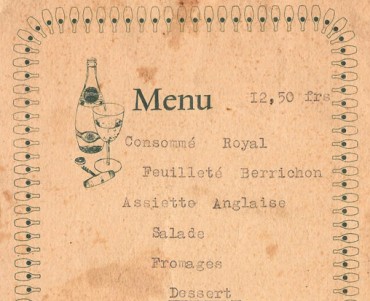 Menu 12,50 frs
Consommé Royal
Feuilleté Berrichon
Assiette Anglaise
Salade
Fromages
Dessert